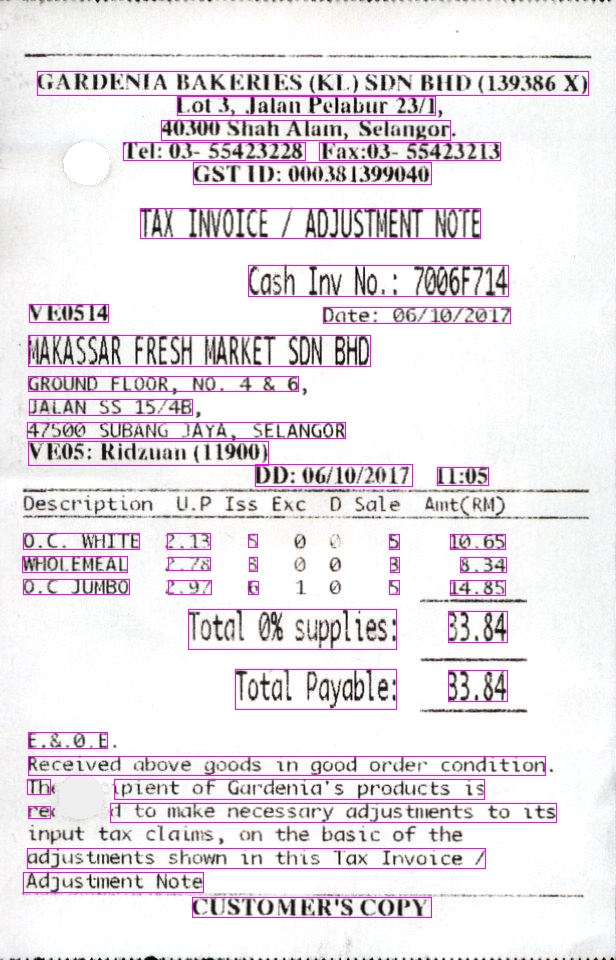 GARDENIA BAKERIES (KL) SDN BHD (139386 X)
Lot 3, Jalan Pelabur 23/1,
40300 Shah Alam, Selangor.
Tel: 03- 55423228 Fax:03- 55423213
GST ID: 000381399040
TAX INVOICE / ADJUSTMENT NOTE
Cash Inv No.: 7006F714
VE0514 Date: 06/10/2017
MAKASSAR FRESH MARKET SDN BHD
GROUND FLOOR, NO. 4 & 6,
JALAN SS 15/4B,
47500 SUBANG JAYA, SELANGOR
VE05: Ridzuan (11900)
DD: 06/10/2017 11:05
Description U.P Iss Exc D Sale Amt(RM)
O.C. WHITE 2.13 5 0 0 5 10.65
WHOLEMEAL 2.78 3 0 0 3 8.34
O.C JUMBO 2.97 6 1 0 5 14.85
Total 0% supplies: 33.84
Total Payable: 33.84
E.&.O.E.
Received above goods in good order condition.
The ipient of Gardenia's products is
re d to make necessary adjustments to its
input tax claims, on the basic of the
adjustments shown in this Tax Invoice /
Adjustment Note
CUSTOMER'S COPY